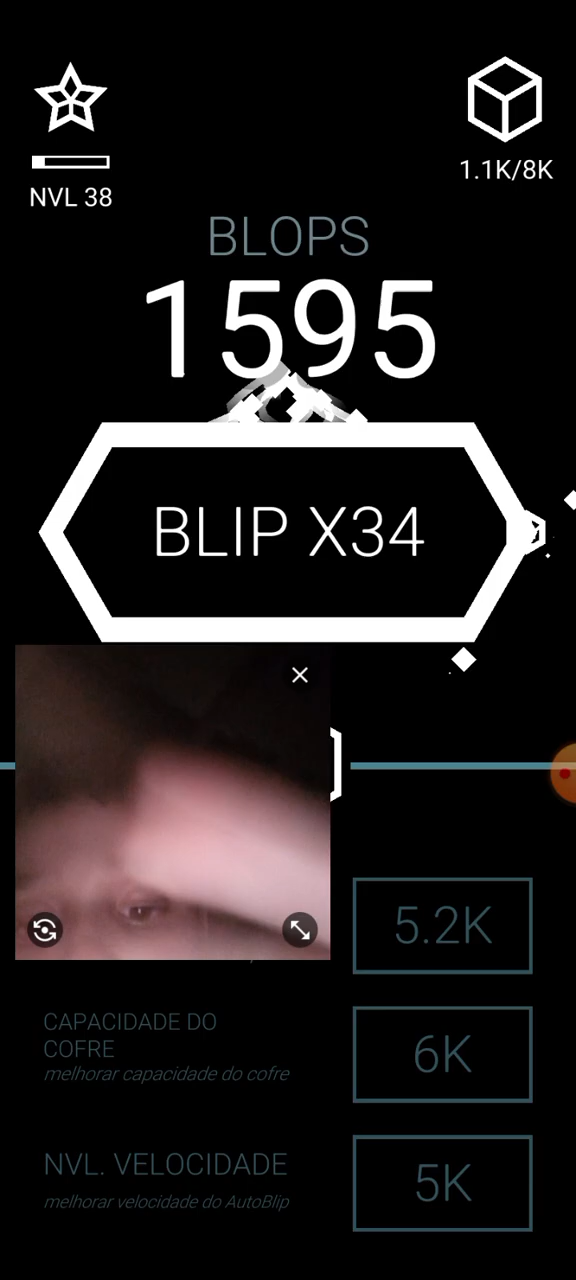 NVL 38
1.1K/8K
BLOPS
1595
BLIP X34
5.2K
CAPACIDADE DO
COFRE
melhorar capacidade do cofre
6K
NVL. VELOCIDADE
melhorar velocidade do AutoBlip
5K